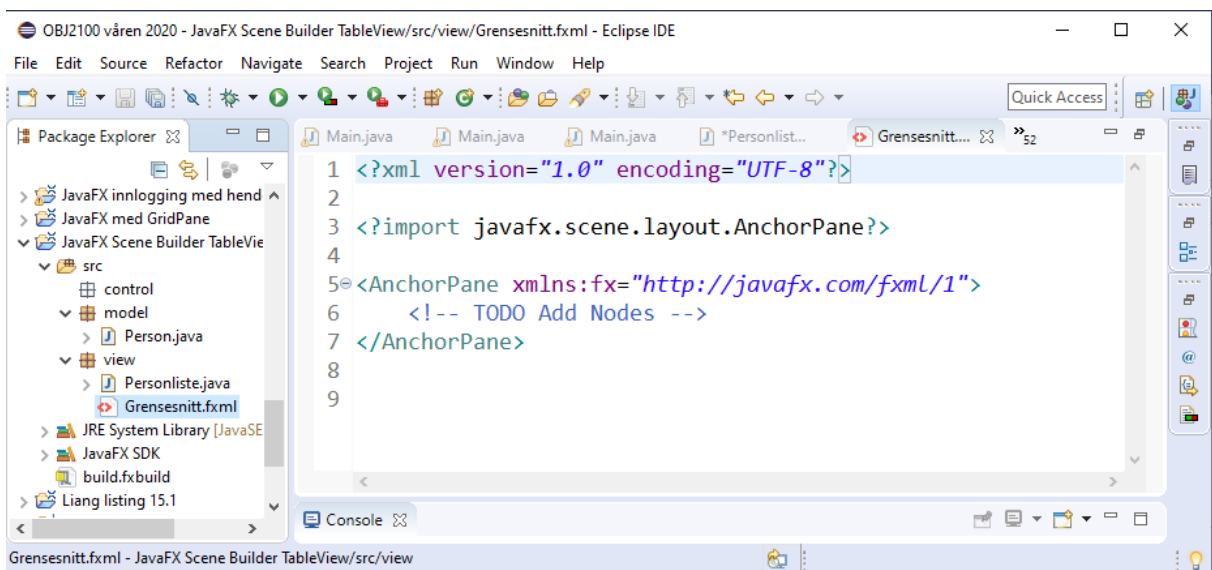 OBJ2100 våren 2020 - JavaFX Scene Builder TableView/src/view/Grensesnitt.fxml - Eclipse IDE
File Edit Source Refactor Navigate Search Project Run Window Help
Quick Access
Package Explorer
JavaFX innlogging med hend
JavaFX med GridPane
JavaFX Scene Builder TableVie
src
control
model
Person.java
view
Personliste.java
Grensesnitt.fxml
JRE System Library [JavaSE
JavaFX SDK
build.fxbuild
Liang listing 15.1
Main.java Main.java Main.java *Personlist... Grensesnitt.... »52
1 <?xml version="1.0" encoding="UTF-8"?>
2
3 <?import javafx.scene.layout.AnchorPane?>
4
5 <AnchorPane xmlns:fx="http://javafx.com/fxml/1">
6 <!-- TODO Add Nodes -->
7 </AnchorPane>
8
9
Console
Grensesnitt.fxml - JavaFX Scene Builder TableView/src/view